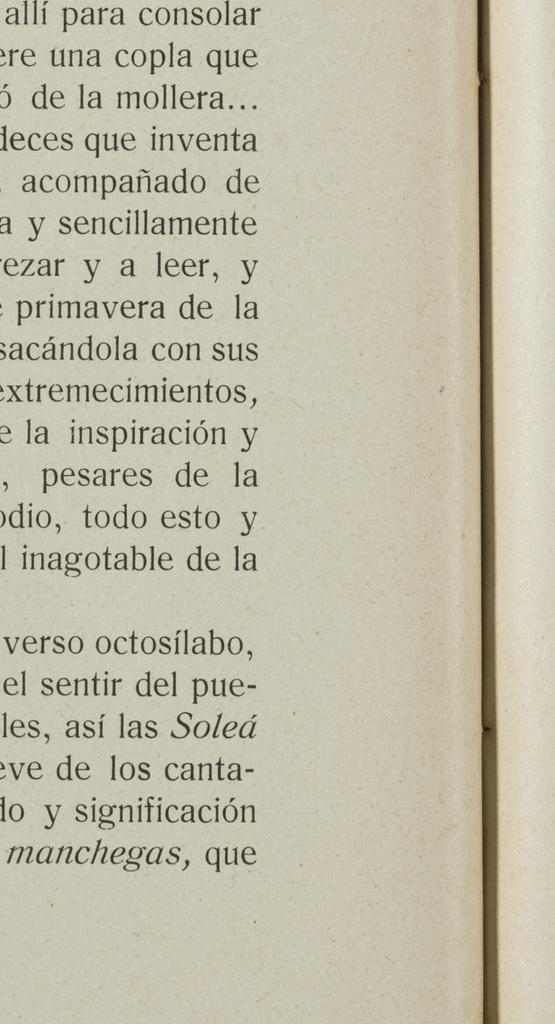 allí para consolar
ere una copla que
ó de la mollera...
deces que inventa
acompañado de
a y sencillamente
rezar y a leer, y
e primavera de la
sacándola con sus
extremecimientos,
e la inspiración y
, pesares de la
odio, todo esto y
l inagotable de la
verso octosílabo,
el sentir del pue-
les, así las Soleá
eve de los canta-
do y significación
manchegas, que